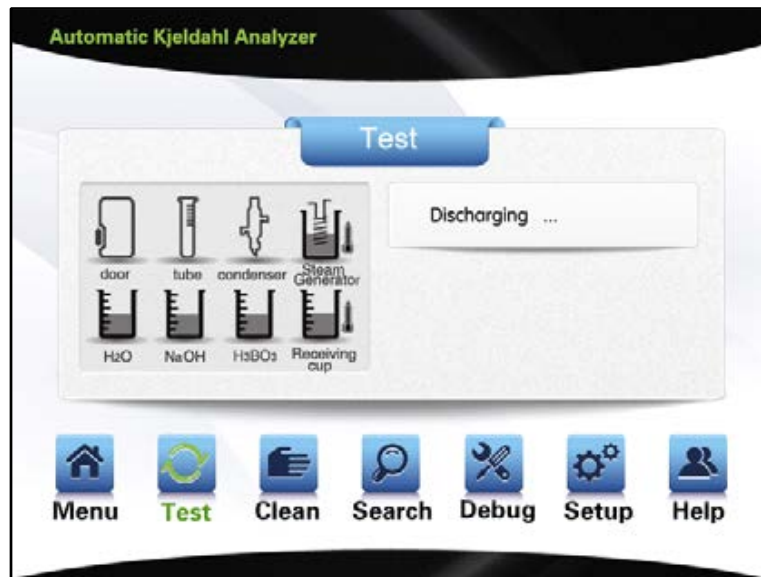 Automatic Kjeldahl Analyzer
Test
Discharging ...
door tube condenser Steam Generator
H2O NaOH H3BO3 Receiving cup
Menu Test Clean Search Debug Setup Help